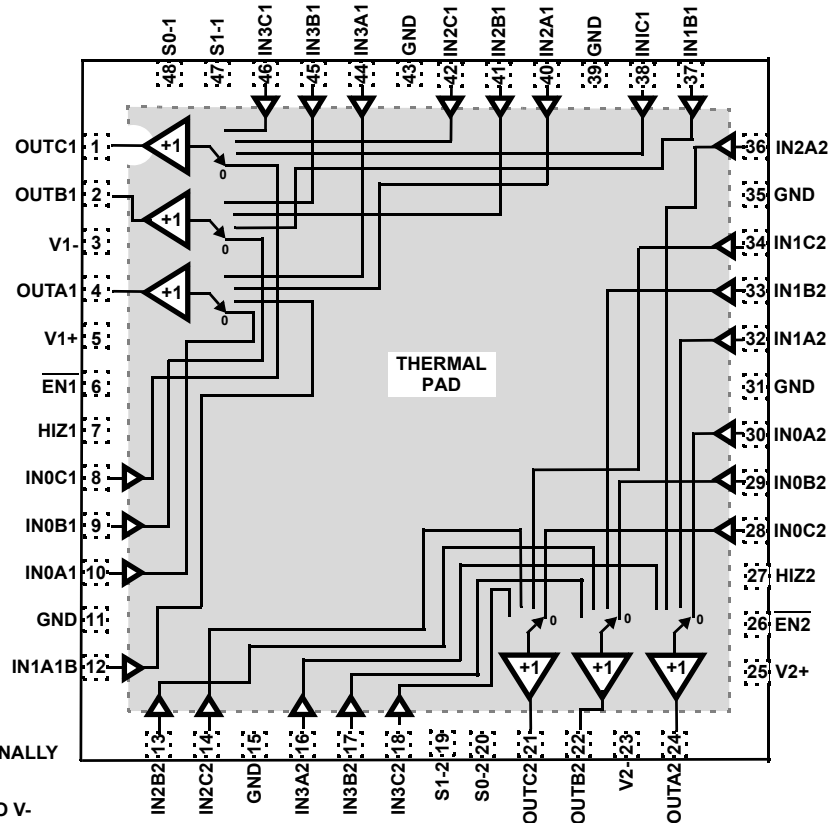 48 S0-1
47 S1-1
46 IN3C1
45 IN3B1
44 IN3A1
43 GND
42 IN2C1
41 IN2B1
40 IN2A1
39 GND
38 INIC1
37 IN1B1
OUTC1 1
OUTB1 2
V1- 3
OUTA1 4
V1+ 5
EN1 6
HIZ1 7
IN0C1 8
IN0B1 9
IN0A1 10
GND 11
IN1A1B 12
+1
0
+1
0
+1
0
THERMAL
PAD
36 IN2A2
35 GND
34 IN1C2
33 IN1B2
32 IN1A2
31 GND
30 IN0A2
29 IN0B2
28 IN0C2
27 HIZ2
26 EN2
25 V2+
0
0
0
+1
+1
+1
NALLY
O V-
IN2B2 13
IN2C2 14
GND 15
IN3A2 16
IN3B2 17
IN3C2 18
S1-2 19
S0-2 20
OUTC2 21
OUTB2 22
V2- 23
OUTA2 24